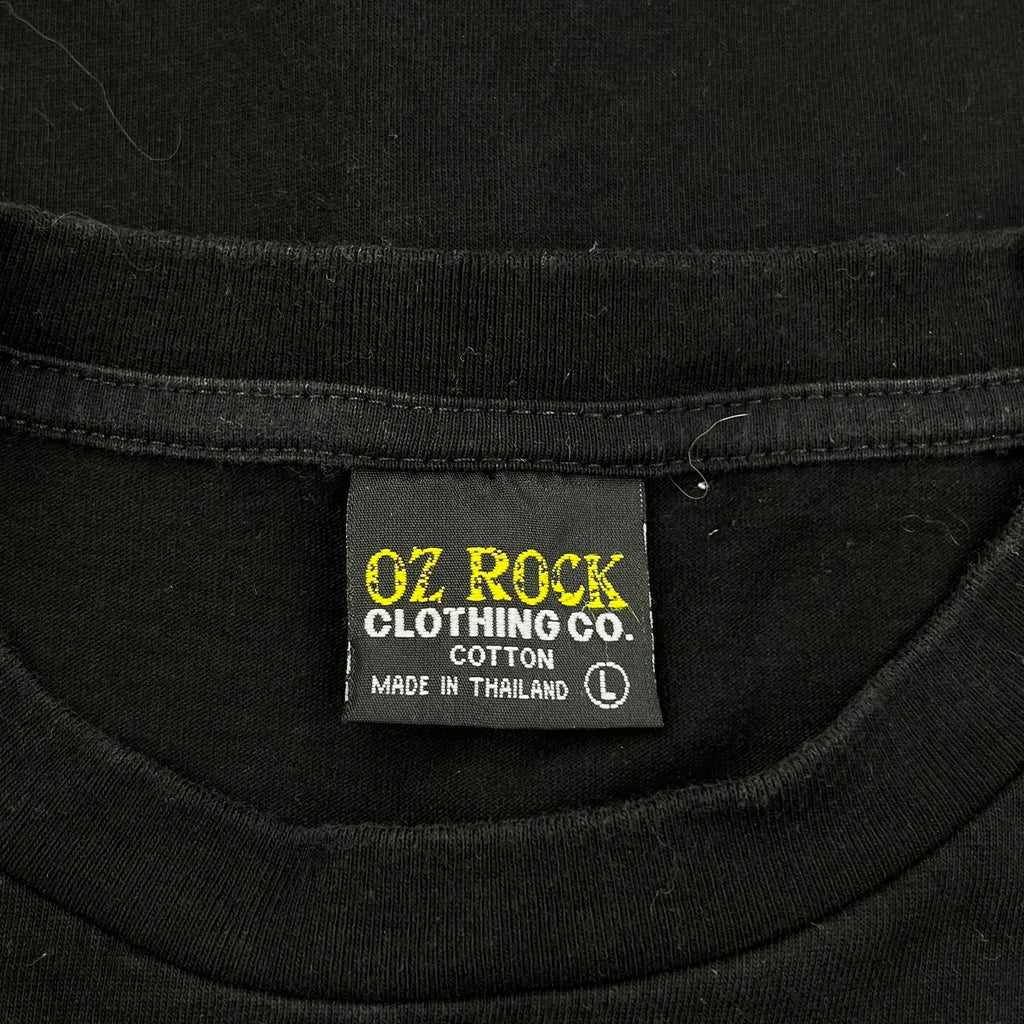 OZ ROCK
CLOTHING CO.
COTTON
MADE IN THAILAND L